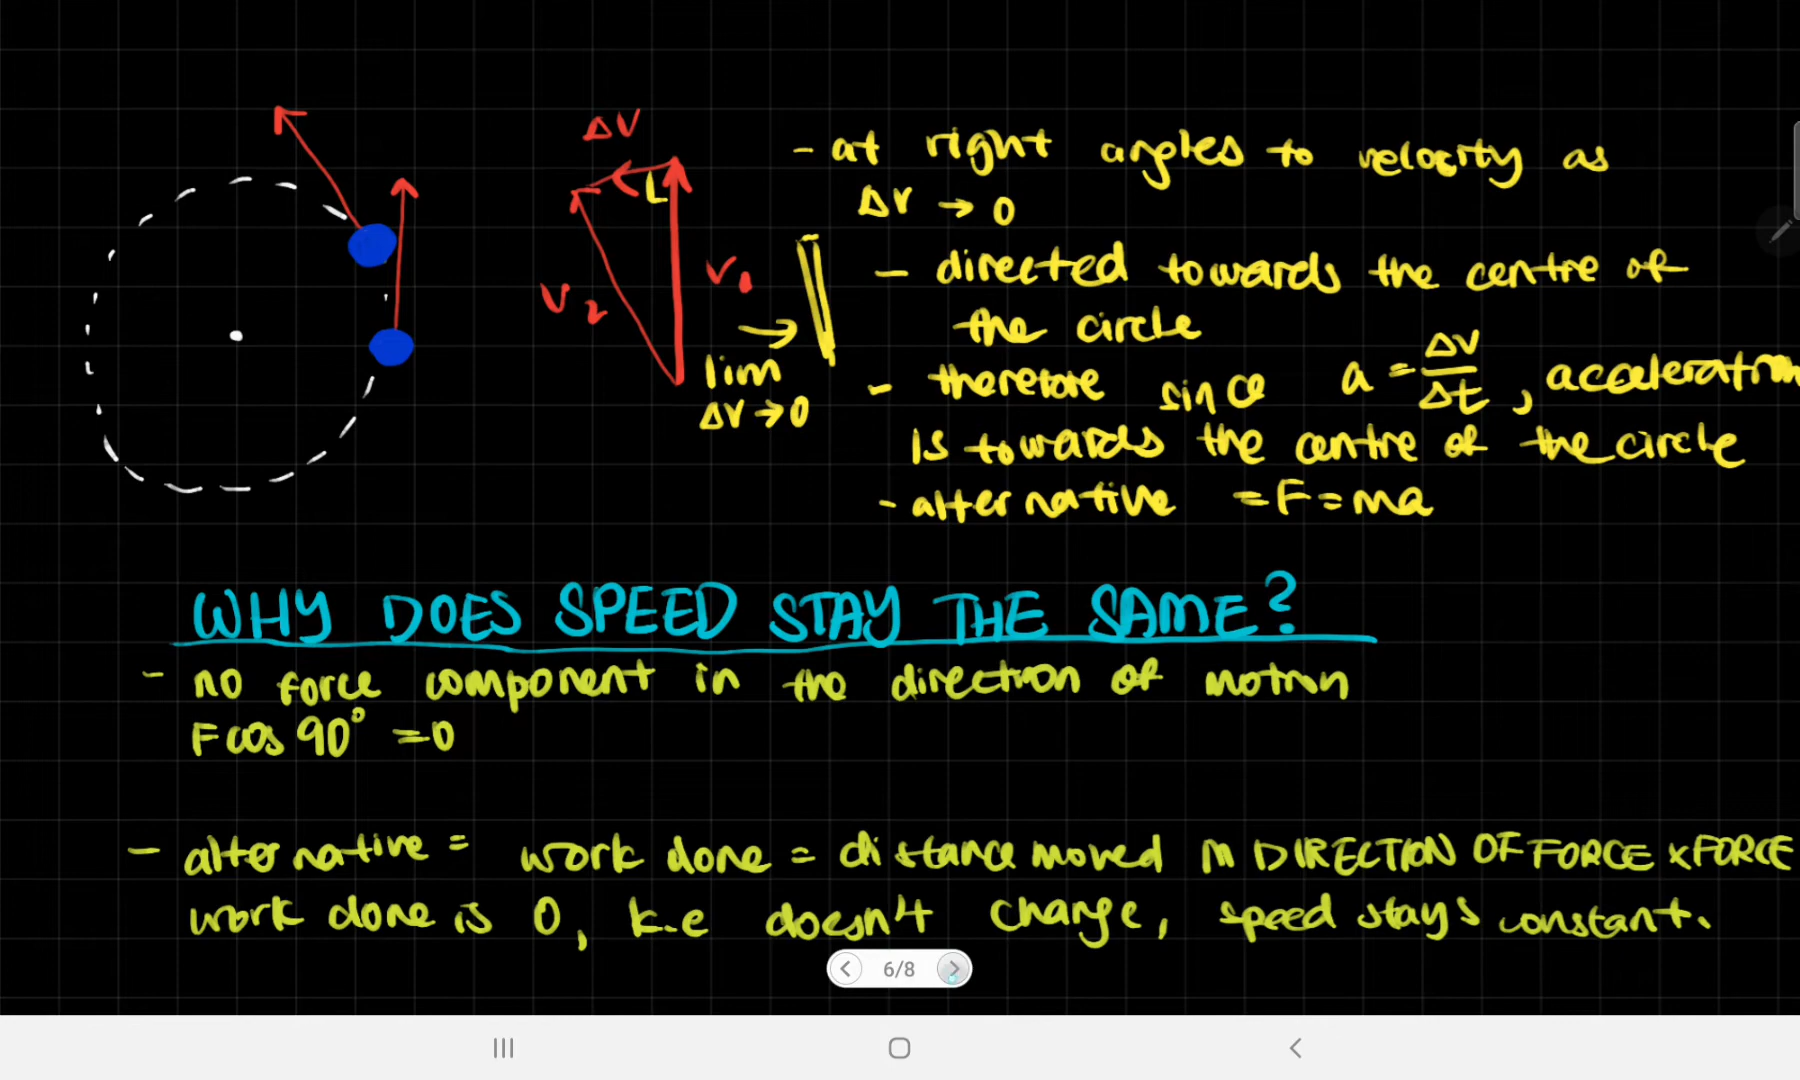 ΔV
V1
V2
L
→
lim
ΔV → 0
- at right angles to velocity as
ΔV → 0
- directed towards the centre of
the circle
- therefore since a = ΔV/Δt, acceleration
is towards the centre of the circle
- alternative = F = ma
WHY DOES SPEED STAY THE SAME?
- no force component in the direction of motion
F cos 90° = 0
- alternative = work done = distance moved in DIRECTION OF FORCE x FORCE
work done is 0, k.e doesn't change, speed stays constant.
6/8